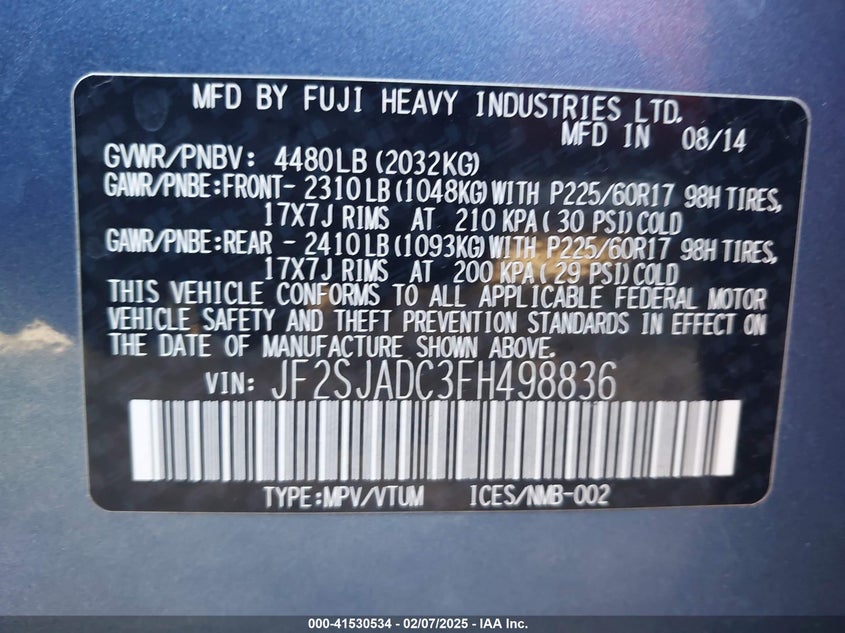 MFD BY FUJI HEAVY INDUSTRIES LTD.
MFD IN 08/14
GVWR/PNBV: 4480LB (2032KG)
GAWR/PNBE:FRONT- 2310LB (1048KG) WITH P225/60R17 98H TIRES,
17X7J RIMS AT 210 KPA ( 30 PSI) COLD
GAWR/PNBE:REAR - 2410LB (1093KG) WITH P225/60R17 98H TIRES,
17X7J RIMS AT 200 KPA ( 29 PSI) COLD
THIS VEHICLE CONFORMS TO ALL APPLICABLE FEDERAL MOTOR
VEHICLE SAFETY AND THEFT PREVENTION STANDARDS IN EFFECT ON
THE DATE OF MANUFACTURE SHOWN ABOVE.
VIN: JF2SJADC3FH498836
TYPE:MPV/VTUM ICES/NMB-002
000-41530534 - 02/07/2025 - IAA Inc.